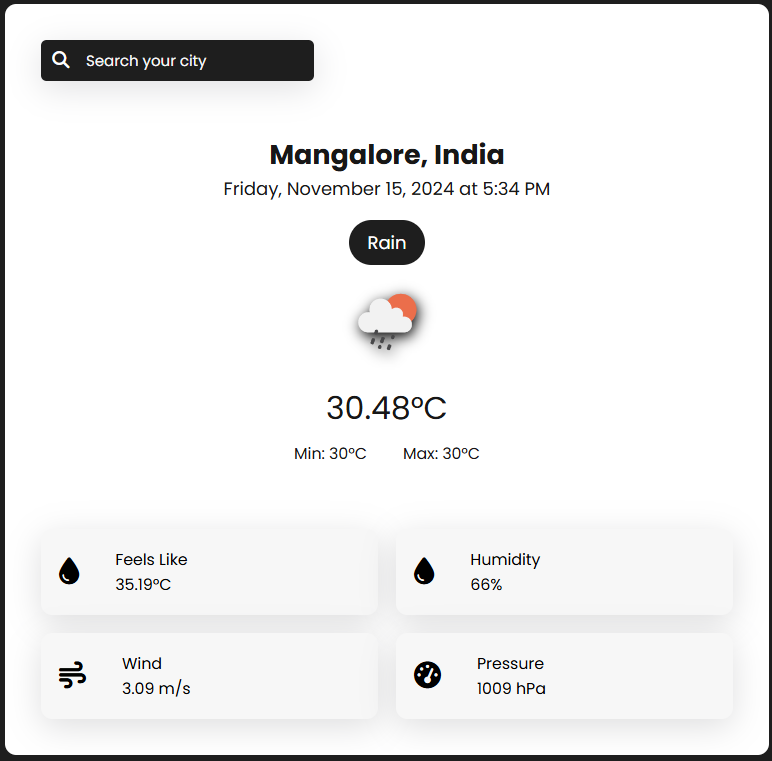 Search your city
Mangalore, India
Friday, November 15, 2024 at 5:34 PM
Rain
30.48°C
Min: 30°C Max: 30°C
Feels Like
35.19°C
Humidity
66%
Wind
3.09 m/s
Pressure
1009 hPa